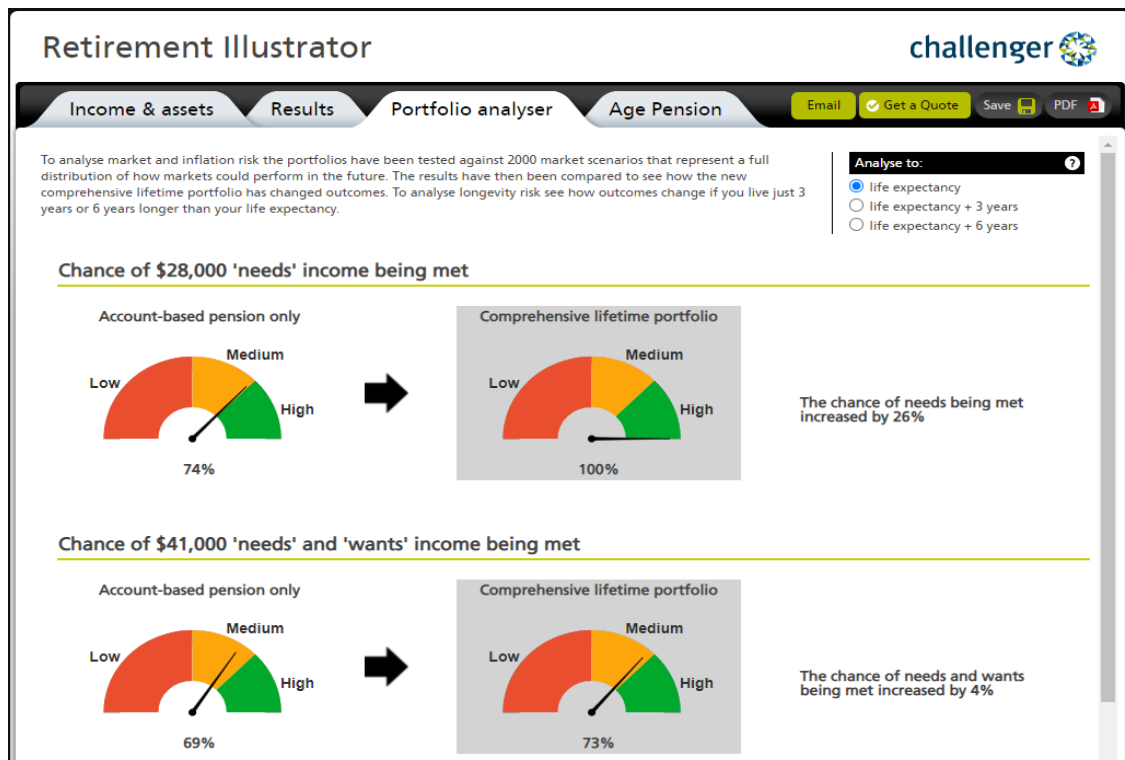 Retirement Illustrator
challenger
Income & assets
Results
Portfolio analyser
Age Pension
Email
Get a Quote
Save
PDF
To analyse market and inflation risk the portfolios have been tested against 2000 market scenarios that represent a full
distribution of how markets could perform in the future. The results have then been compared to see how the new
comprehensive lifetime portfolio has changed outcomes. To analyse longevity risk see how outcomes change if you live just 3
years or 6 years longer than your life expectancy.
Analyse to:
?
life expectancy
life expectancy + 3 years
life expectancy + 6 years
Chance of $28,000 'needs' income being met
Account-based pension only
Low
Medium
High
74%
Comprehensive lifetime portfolio
Low
Medium
High
100%
The chance of needs being met
increased by 26%
Chance of $41,000 'needs' and 'wants' income being met
Account-based pension only
Low
Medium
High
69%
Comprehensive lifetime portfolio
Low
Medium
High
73%
The chance of needs and wants
being met increased by 4%